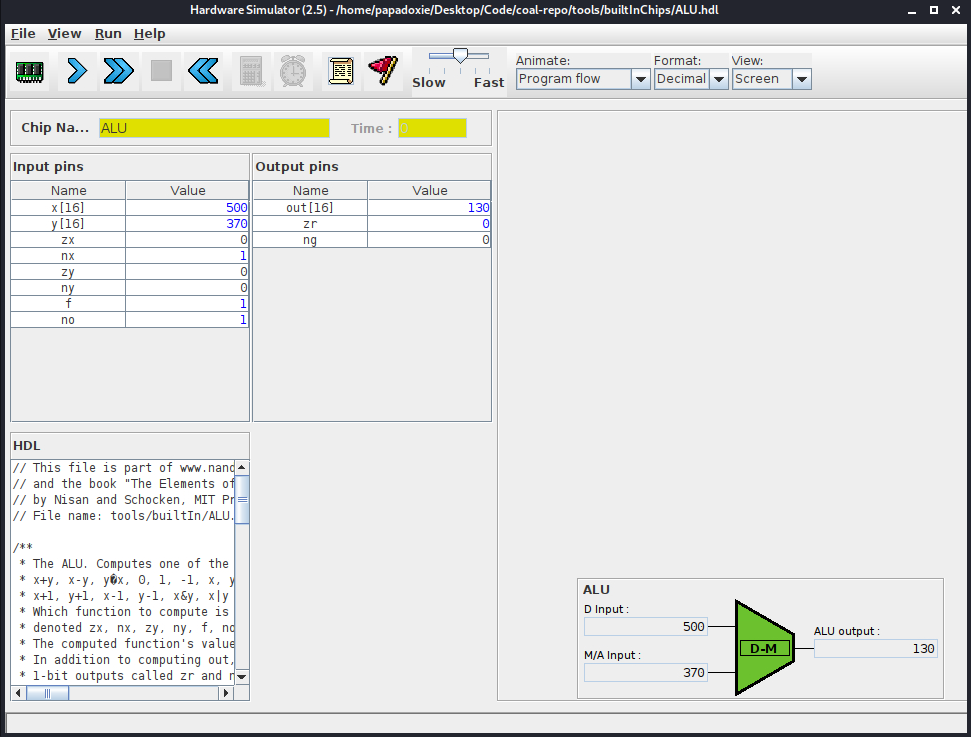 Hardware Simulator (2.5) - /home/papadoxie/Desktop/Code/coal-repo/tools/builtInChips/ALU.hdl
File View Run Help
Slow Fast
Animate: Format: View:
Program flow Decimal Screen
Chip Na... ALU Time :
Input pins
Name Value
x[16] 500
y[16] 370
zx 0
nx 1
zy 0
ny 0
f 1
no 1
Output pins
Name Value
out[16] 130
zr 0
ng 0
HDL
// This file is part of www.nand
// and the book "The Elements of
// by Nisan and Schocken, MIT Pr
// File name: tools/builtIn/ALU.
/**
* The ALU. Computes one of the
* x+y, x-y, y�x, 0, 1, -1, x, y
* x+1, y+1, x-1, y-1, x&y, x|y
* Which function to compute is
* denoted zx, nx, zy, ny, f, no
* The computed function's value
* In addition to computing out,
* 1-bit outputs called zr and n
ALU
D Input :
500
M/A Input :
370
D-M
ALU output :
130